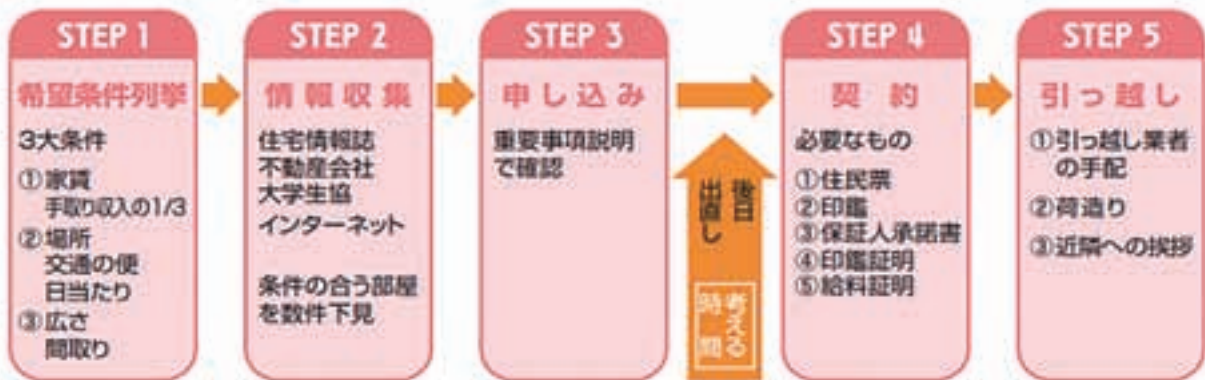 STEP 1
希望条件列挙
3大条件
①家賃
手取り収入の1/3
②場所
交通の便
日当たり
③広さ
間取り
STEP 2
情報収集
住宅情報誌
不動産会社
大学生協
インターネット
条件の合う部屋
を数件下見
STEP 3
申し込み
重要事項説明
で確認
後日
出直し
考える
時間
STEP 4
契約
必要なもの
①住民票
②印鑑
③保証人承諾書
④印鑑証明
⑤給料証明
STEP 5
引っ越し
①引っ越し業者
の手配
②荷造り
③近隣への挨拶